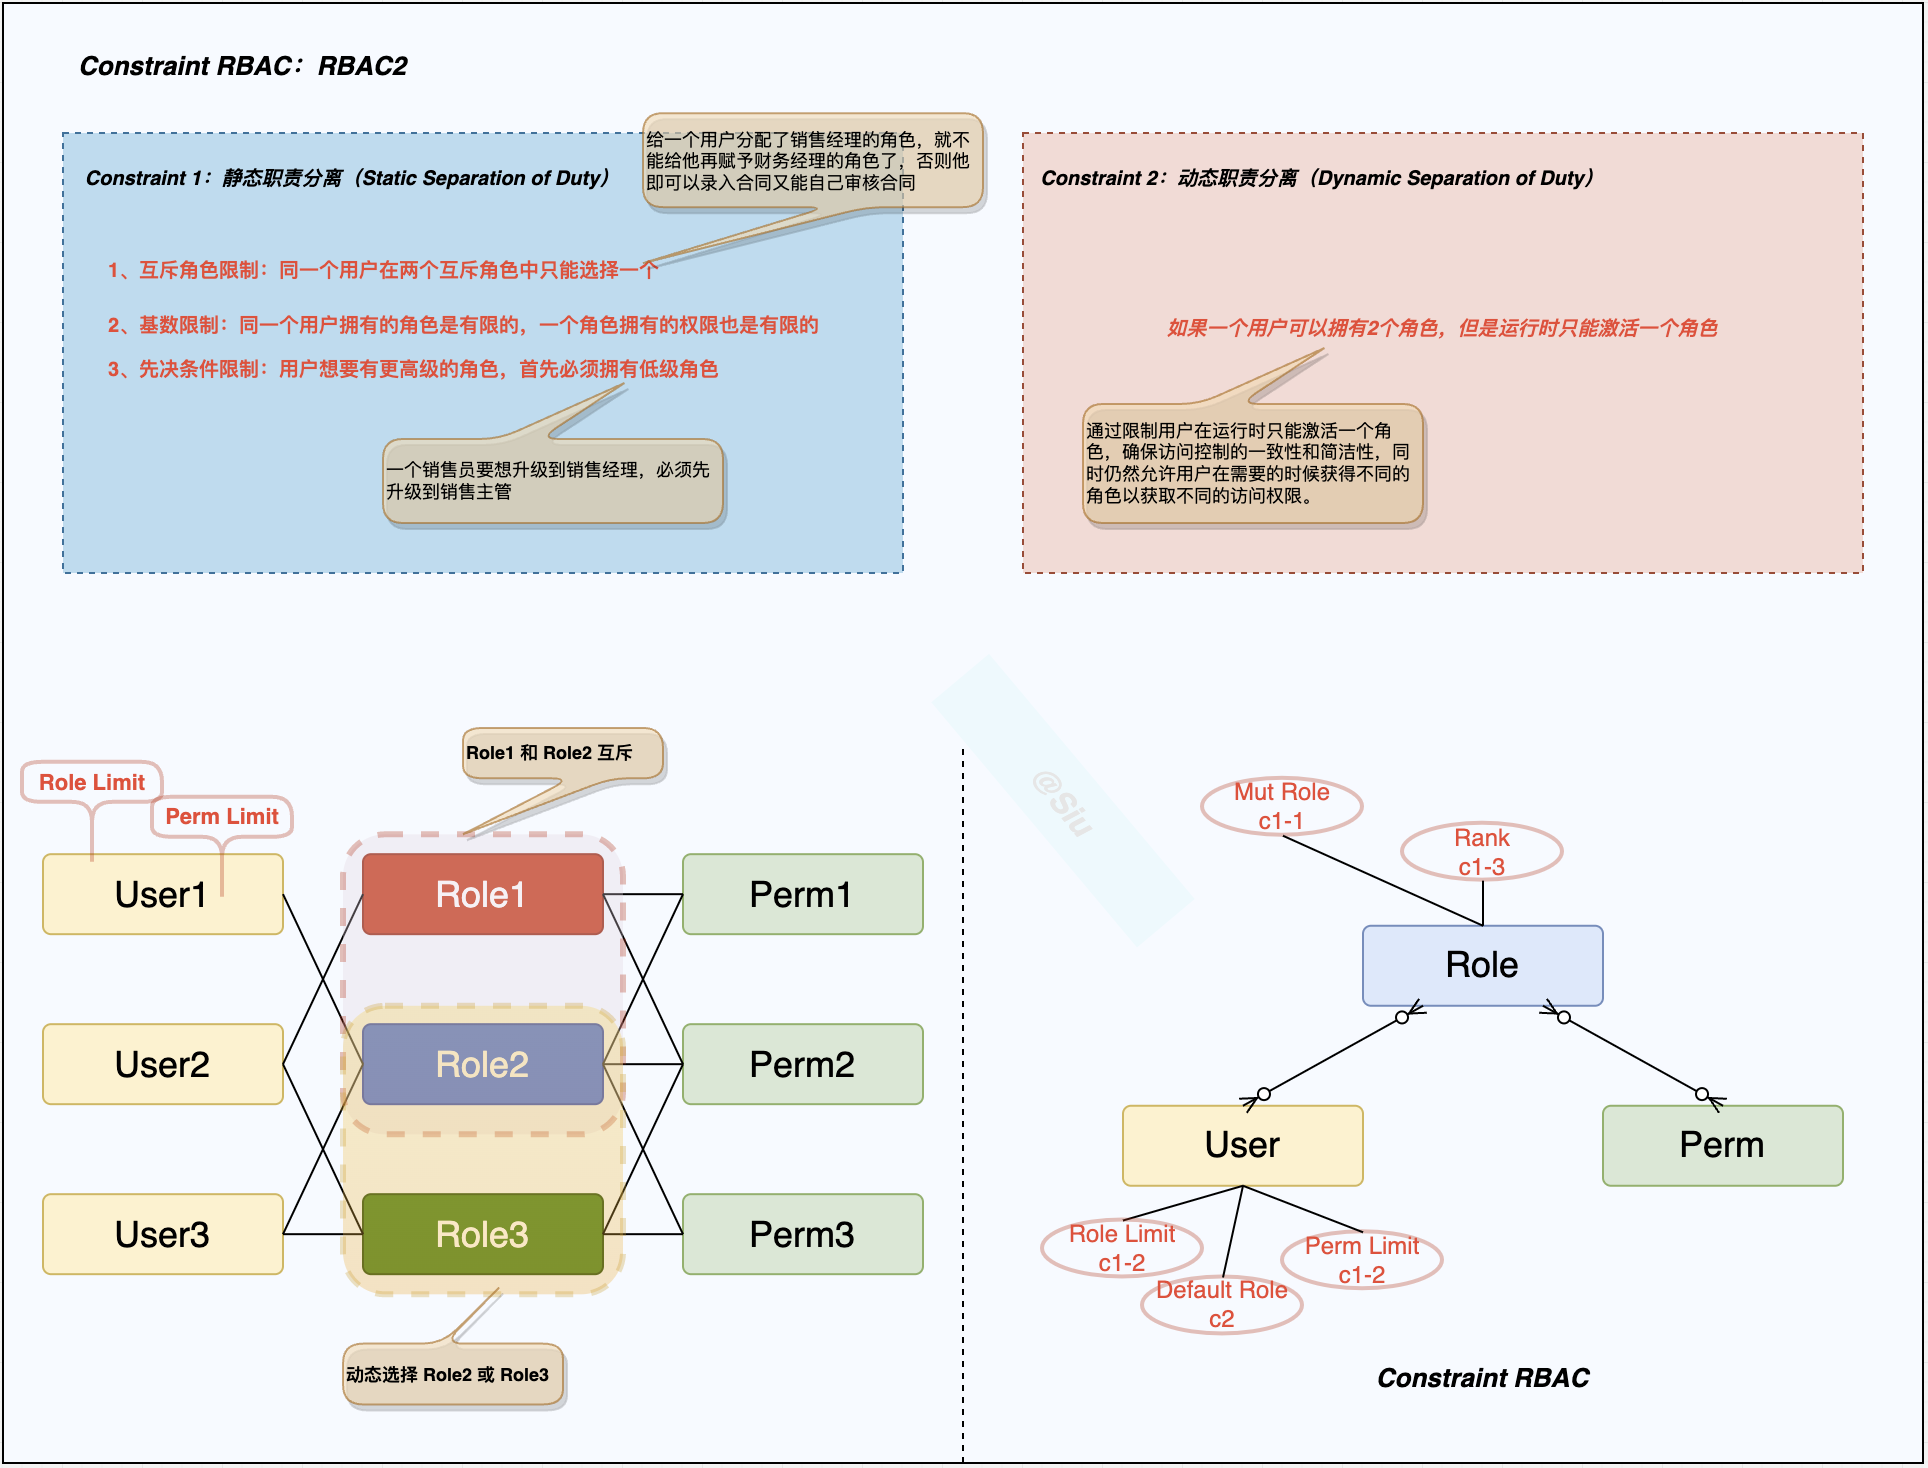 Constraint RBAC：RBAC2
给一个用户分配了销售经理的角色，就不
能给他再赋予财务经理的角色了，否则他
即可以录入合同又能自己审核合同
Constraint 1：静态职责分离（Static Separation of Duty）
1、互斥角色限制：同一个用户在两个互斥角色中只能选择一个
2、基数限制：同一个用户拥有的角色是有限的，一个角色拥有的权限也是有限的
3、先决条件限制：用户想要有更高级的角色，首先必须拥有低级角色
一个销售员要想升级到销售经理，必须先
升级到销售主管
Constraint 2：动态职责分离（Dynamic Separation of Duty）
如果一个用户可以拥有2个角色，但是运行时只能激活一个角色
通过限制用户在运行时只能激活一个角
色，确保访问控制的一致性和简洁性，同
时仍然允许用户在需要的时候获得不同的
角色以获取不同的访问权限。
Role1 和 Role2 互斥
Role Limit
Perm Limit
User1
Role1
Perm1
User2
Role2
Perm2
User3
Role3
Perm3
动态选择 Role2 或 Role3
@Siu
Mut Role
c1-1
Rank
c1-3
Role
User
Perm
Role Limit
c1-2
Perm Limit
c1-2
Default Role
c2
Constraint RBAC